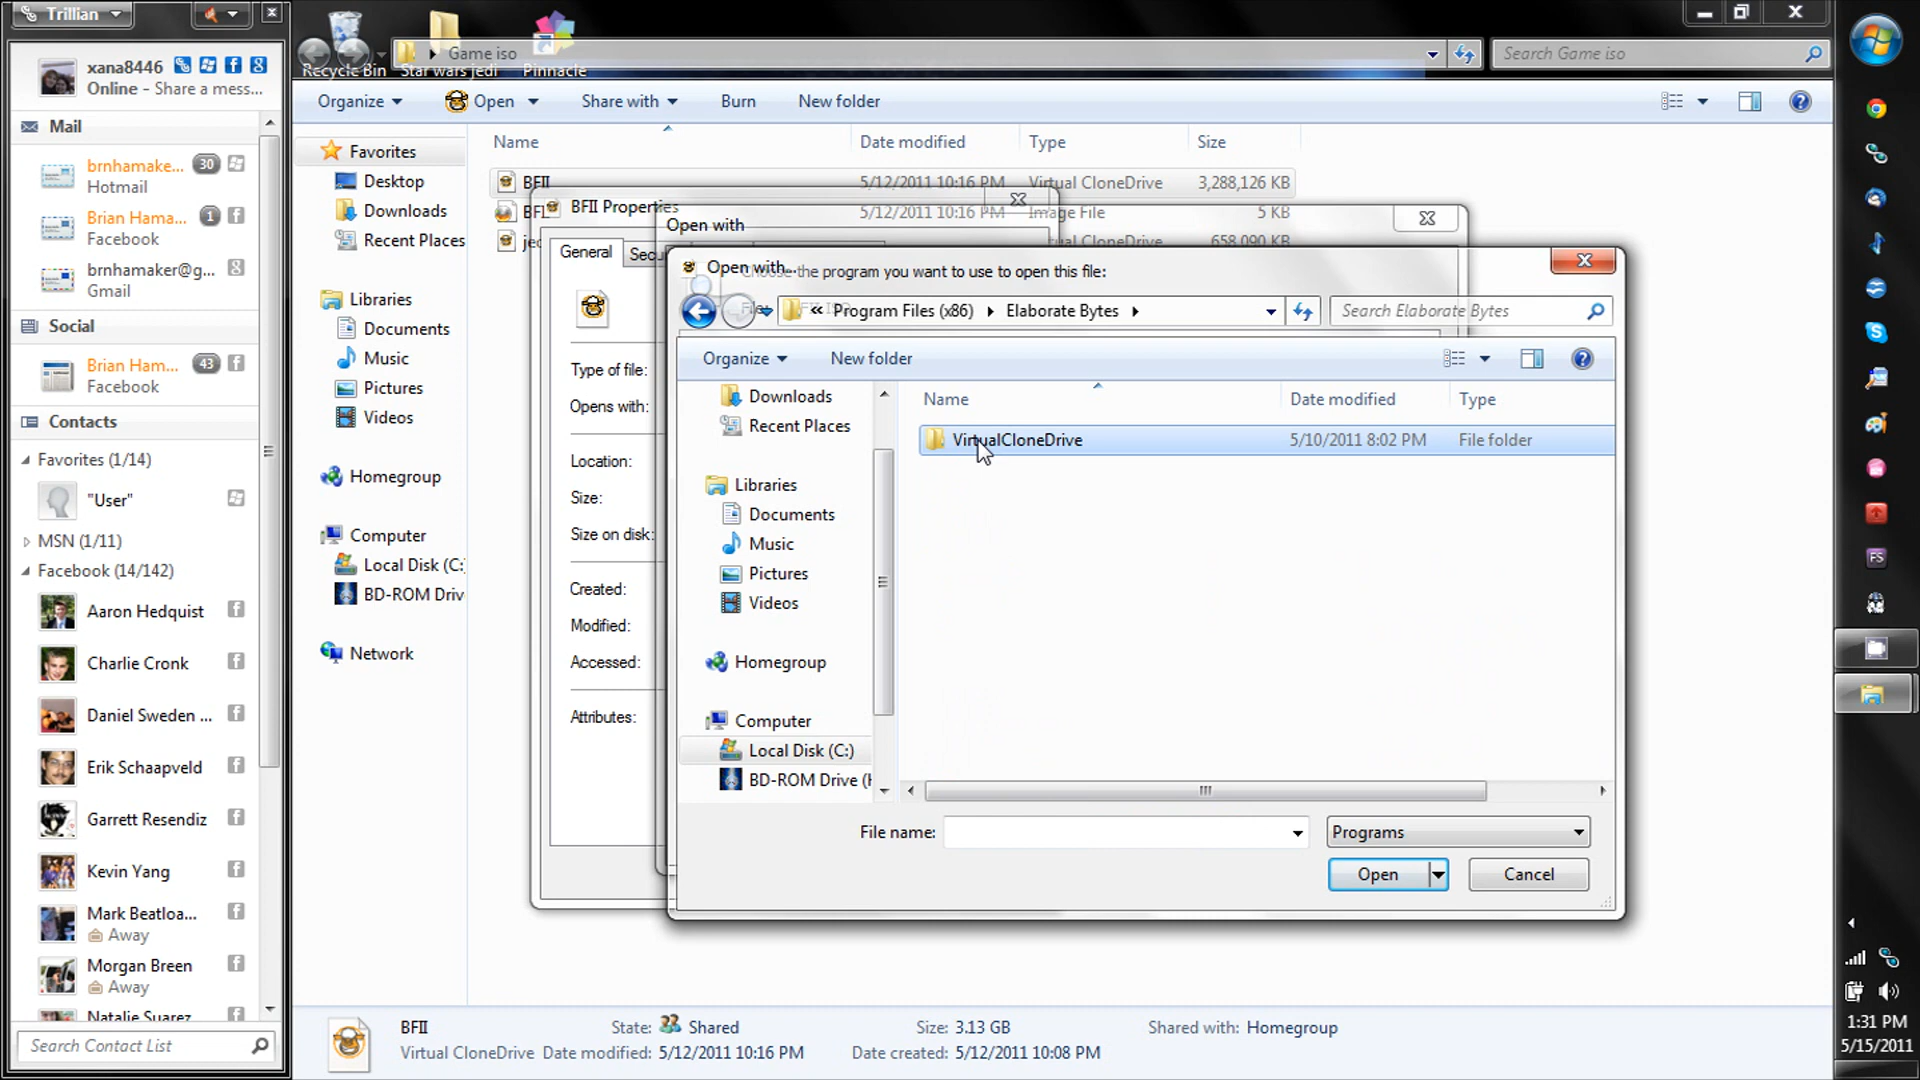 Trillian
xana8446
Online - Share a mess...
Mail
brnhamake... 30
Hotmail
Brian Hama... 1
Facebook
brnhamaker@g...
Gmail
Social
Brian Ham... 43
Facebook
Contacts
Favorites (1/14)
"User"
MSN (1/11)
Facebook (14/142)
Aaron Hedquist
Charlie Cronk
Daniel Sweden ...
Erik Schaapveld
Garrett Resendiz
Kevin Yang
Mark Beatloa...
Away
Morgan Breen
Away
Natalie Suarez
Search Contact List
Recycle Bin
Star wars jedi
Pinnacle
Game iso
Search Game iso
Organize
Open
Share with
Burn
New folder
Favorites
Desktop
Downloads
Recent Places
Libraries
Documents
Music
Pictures
Videos
Homegroup
Computer
Local Disk (C:
BD-ROM Driv
Network
Name Date modified Type Size
BFII 5/12/2011 10:16 PM Virtual CloneDrive 3,288,126 KB
5/12/2011 10:16 PM Image File 5 KB
Virtual CloneDrive 658,090 KB
BFII Properties
General
Type of file:
Opens with:
Location:
Size:
Size on disk:
Created:
Modified:
Accessed:
Attributes:
Open with
Choose the program you want to use to open this file:
Open with...
« Program Files (x86) Elaborate Bytes
Search Elaborate Bytes
Organize
New folder
Downloads
Recent Places
Libraries
Documents
Music
Pictures
Videos
Homegroup
Computer
Local Disk (C:)
BD-ROM Drive (
Name Date modified Type
VirtualCloneDrive 5/10/2011 8:02 PM File folder
File name:
Programs
Open
Cancel
BFII State: Shared Size: 3.13 GB Shared with: Homegroup
Virtual CloneDrive Date modified: 5/12/2011 10:16 PM Date created: 5/12/2011 10:08 PM
FS
1:31 PM
5/15/2011